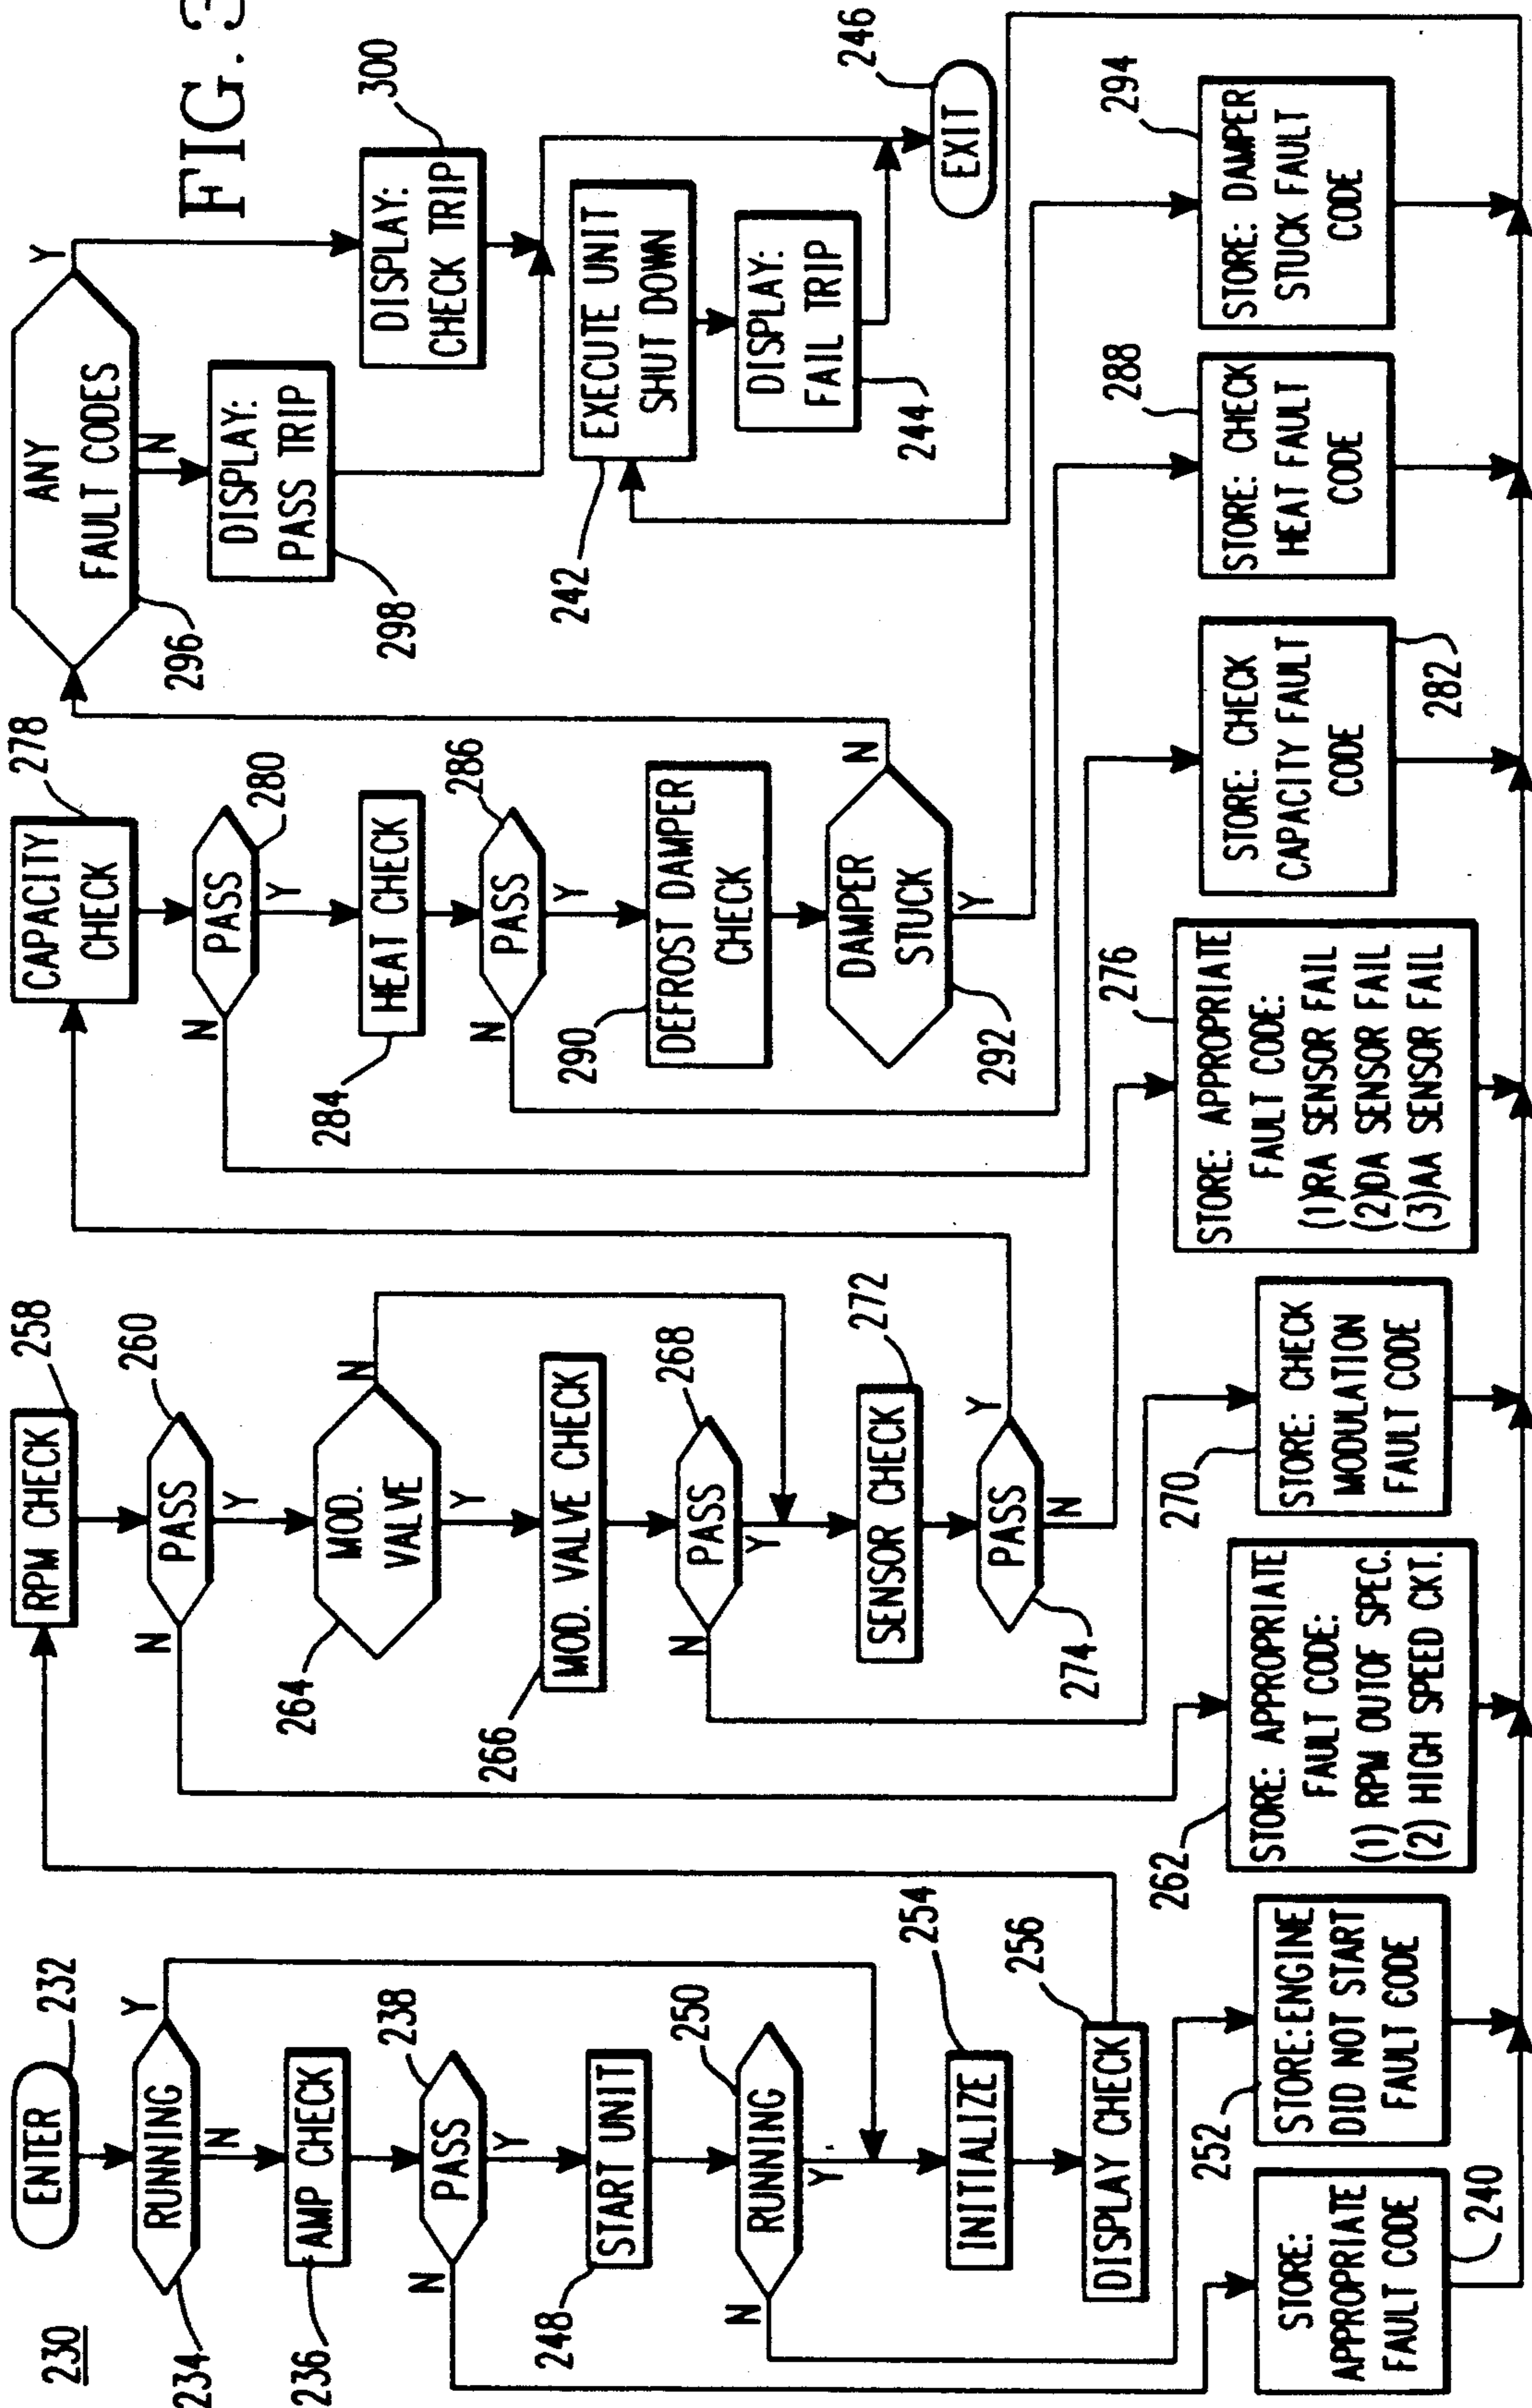 FIG. 3
230
ENTER
232
RUNNING
Y
N
234
AMP CHECK
236
PASS
238
N
Y
START UNIT
248
RUNNING
250
N
Y
INITIALIZE
254
DISPLAY CHECK
256
STORE:
APPROPRIATE
FAULT CODE
240
STORE:ENGINE
DID NOT START
FAULT CODE
252
RPM CHECK
258
PASS
260
N
Y
MOD.
VALVE
264
N
Y
MOD. VALVE CHECK
266
PASS
268
N
Y
SENSOR CHECK
272
PASS
274
Y
N
STORE: APPROPRIATE
FAULT CODE:
(1) RPM OUTOF SPEC.
(2) HIGH SPEED CKT.
262
STORE: CHECK
MODULATION
FAULT CODE
270
STORE: APPROPRIATE
FAULT CODE:
(1)RA SENSOR FAIL
(2)DA SENSOR FAIL
(3)AA SENSOR FAIL
276
CAPACITY
CHECK
278
PASS
280
N
Y
HEAT CHECK
284
PASS
286
N
Y
DEFROST DAMPER
CHECK
290
DAMPER
STUCK
292
N
Y
STORE: CHECK
CAPACITY FAULT
CODE
282
STORE: CHECK
HEAT FAULT
CODE
288
STORE: DAMPER
STUCK FAULT
CODE
294
ANY
FAULT CODES
296
Y
N
DISPLAY:
PASS TRIP
298
DISPLAY:
CHECK TRIP
300
EXECUTE UNIT
SHUT DOWN
242
DISPLAY:
FAIL TRIP
244
EXIT
246